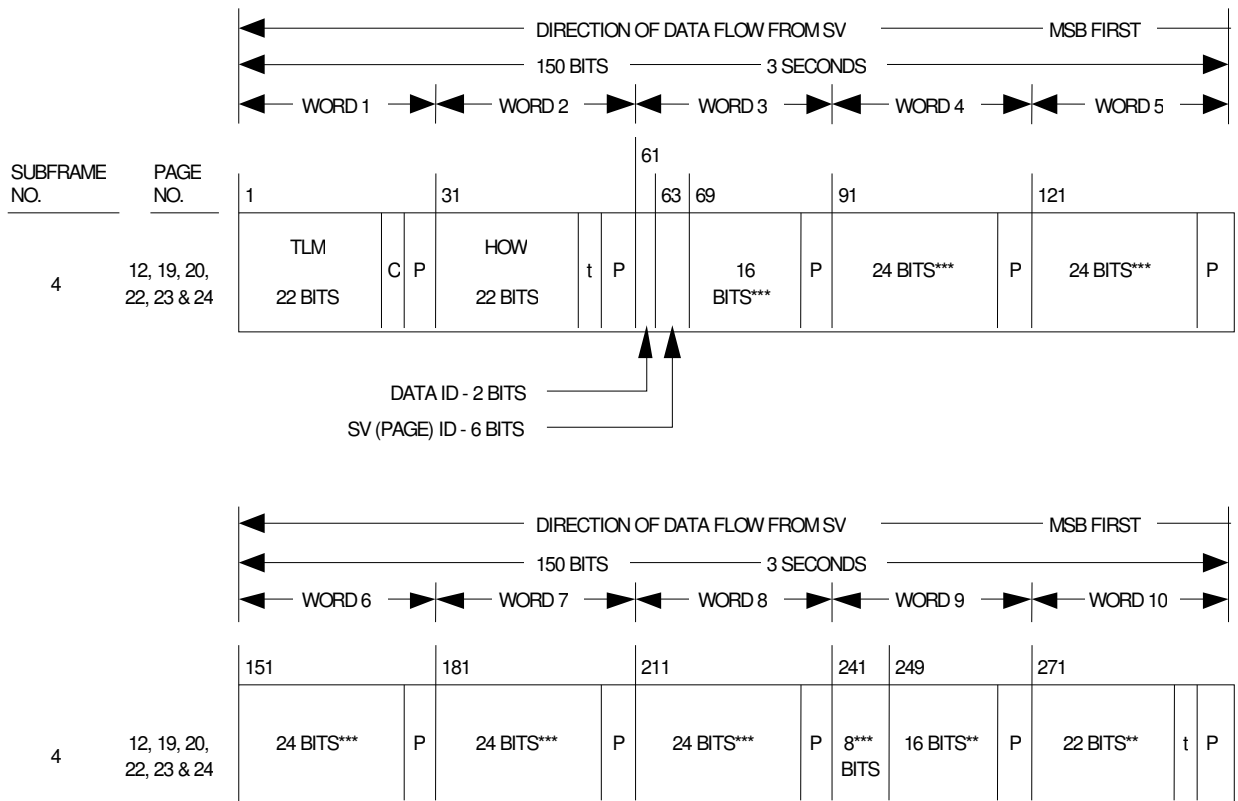 DIRECTION OF DATA FLOW FROM SV MSB FIRST
150 BITS 3 SECONDS
WORD 1 WORD 2 WORD 3 WORD 4 WORD 5
SUBFRAME NO. PAGE NO.
1 31 61 63 69 91 121
4
12, 19, 20,
22, 23 & 24
TLM
22 BITS
C
P
HOW
22 BITS
t
P
16
BITS***
P
24 BITS***
P
24 BITS***
P
DATA ID - 2 BITS
SV (PAGE) ID - 6 BITS
DIRECTION OF DATA FLOW FROM SV MSB FIRST
150 BITS 3 SECONDS
WORD 6 WORD 7 WORD 8 WORD 9 WORD 10
151 181 211 241 249 271
4
12, 19, 20,
22, 23 & 24
24 BITS***
P
24 BITS***
P
24 BITS***
P
8***
BITS
16 BITS**
P
22 BITS**
t
P